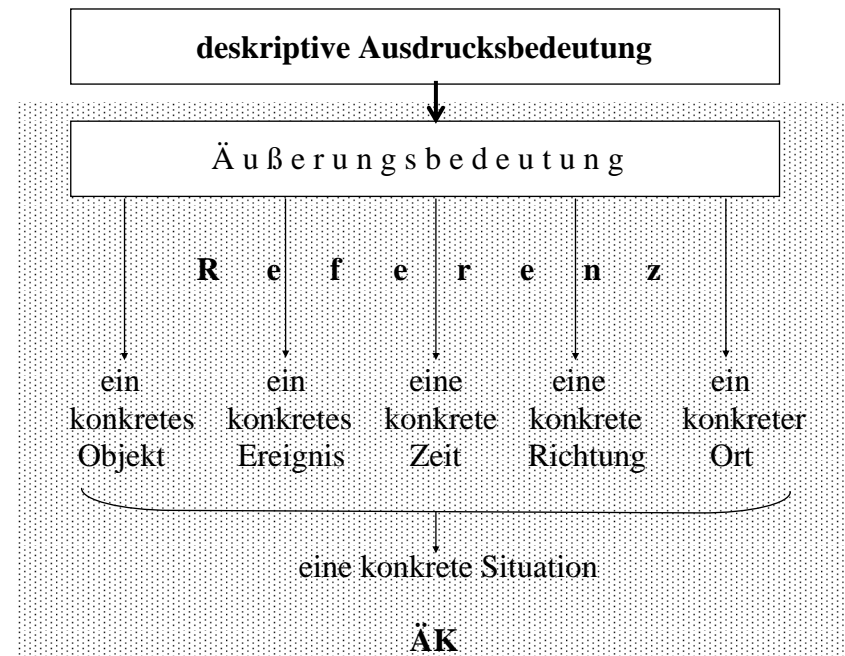 deskriptive Ausdrucksbedeutung
Äußerungsbedeutung
Referenz
ein
konkretes
Objekt
ein
konkretes
Ereignis
eine
konkrete
Zeit
eine
konkrete
Richtung
ein
konkreter
Ort
eine konkrete Situation
ÄK